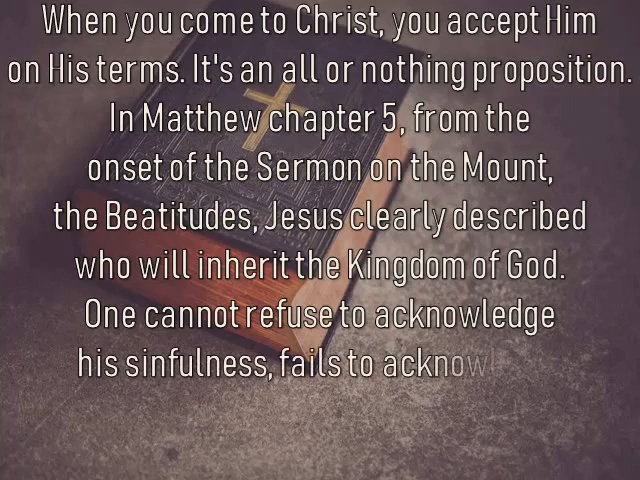 When you come to Christ, you accept Him
on His terms. It's an all or nothing proposition.
In Matthew chapter 5, from the
onset of the Sermon on the Mount,
the Beatitudes, Jesus clearly described
who will inherit the Kingdom of God.
One cannot refuse to acknowledge
his sinfulness, fails to